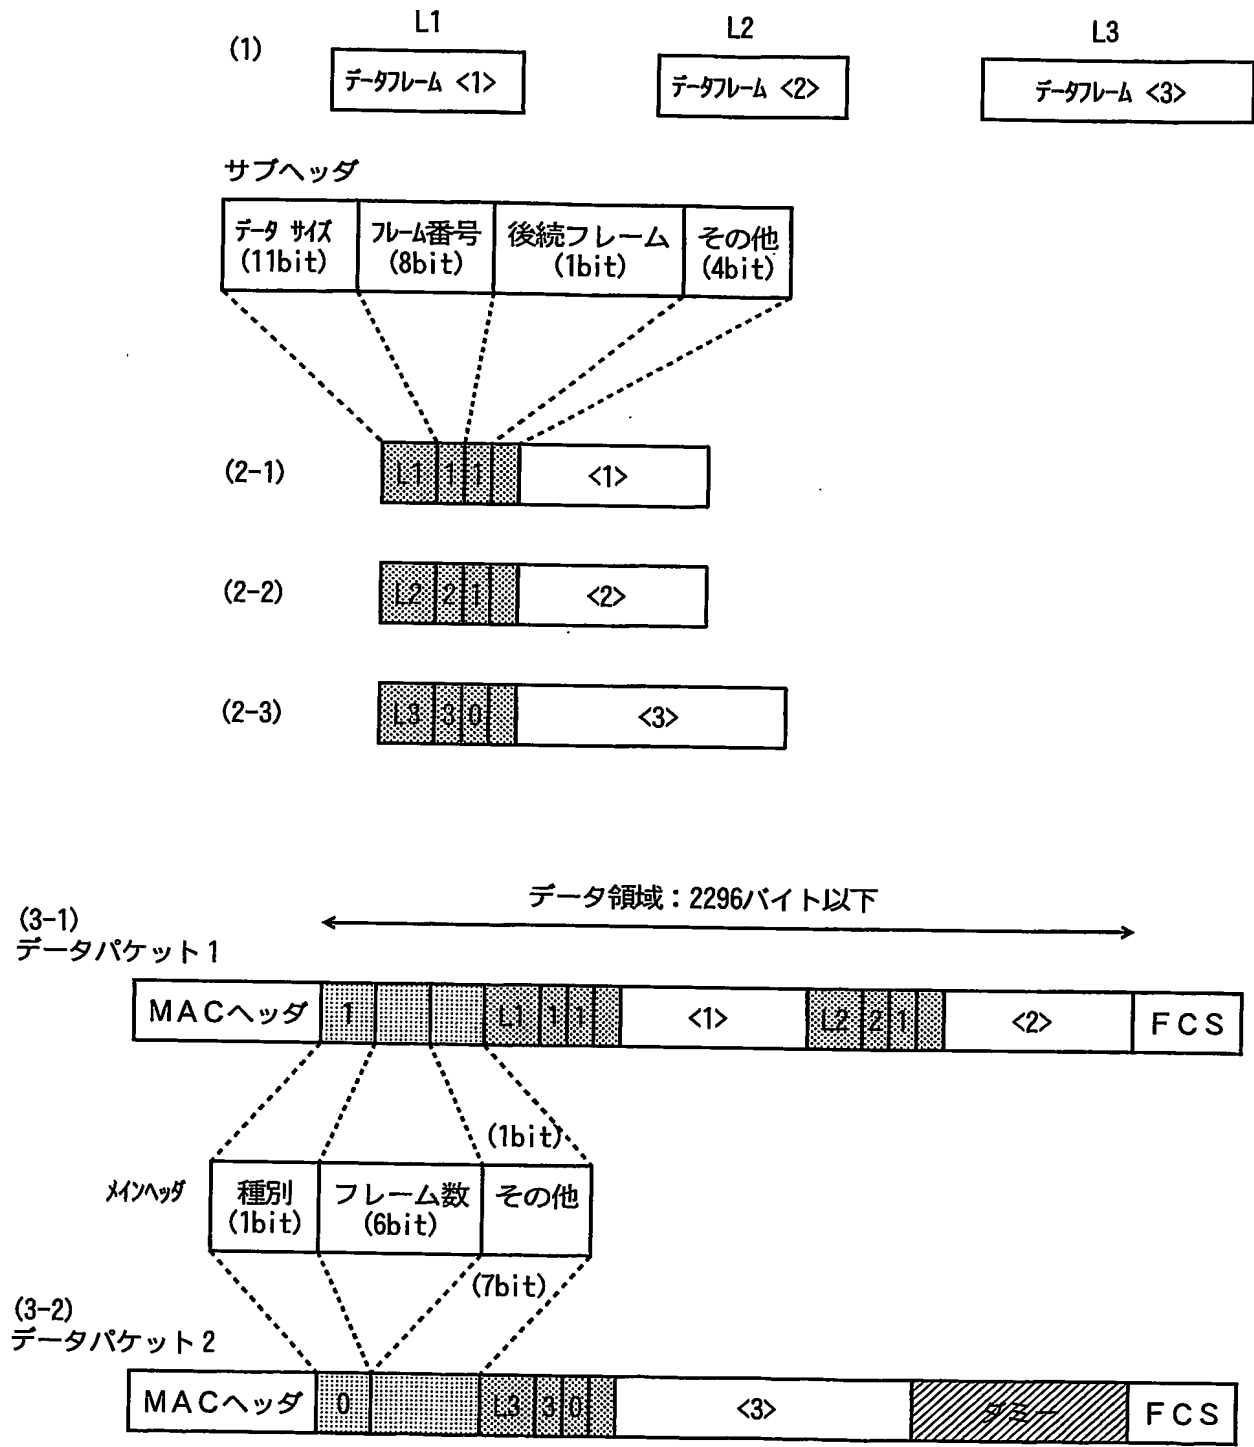 L1 L2 L3
(1)
データフレーム <1> データフレーム <2> データフレーム <3>
サブヘッダ
データ サイズ フレーム番号 後続フレーム その他
(11bit) (8bit) (1bit) (4bit)
(2-1) L1 1 1 <1>
(2-2) L2 2 1 <2>
(2-3) L3 3 0 <3>
データ領域：2296バイト以下
(3-1)
データパケット1
MACヘッダ 1 L1 1 1 <1> L2 2 1 <2> FCS
(1bit)
メインヘッダ 種別 フレーム数 その他
(1bit) (6bit)
(7bit)
(3-2)
データパケット2
MACヘッダ 0 L3 3 0 <3> ダミー FCS